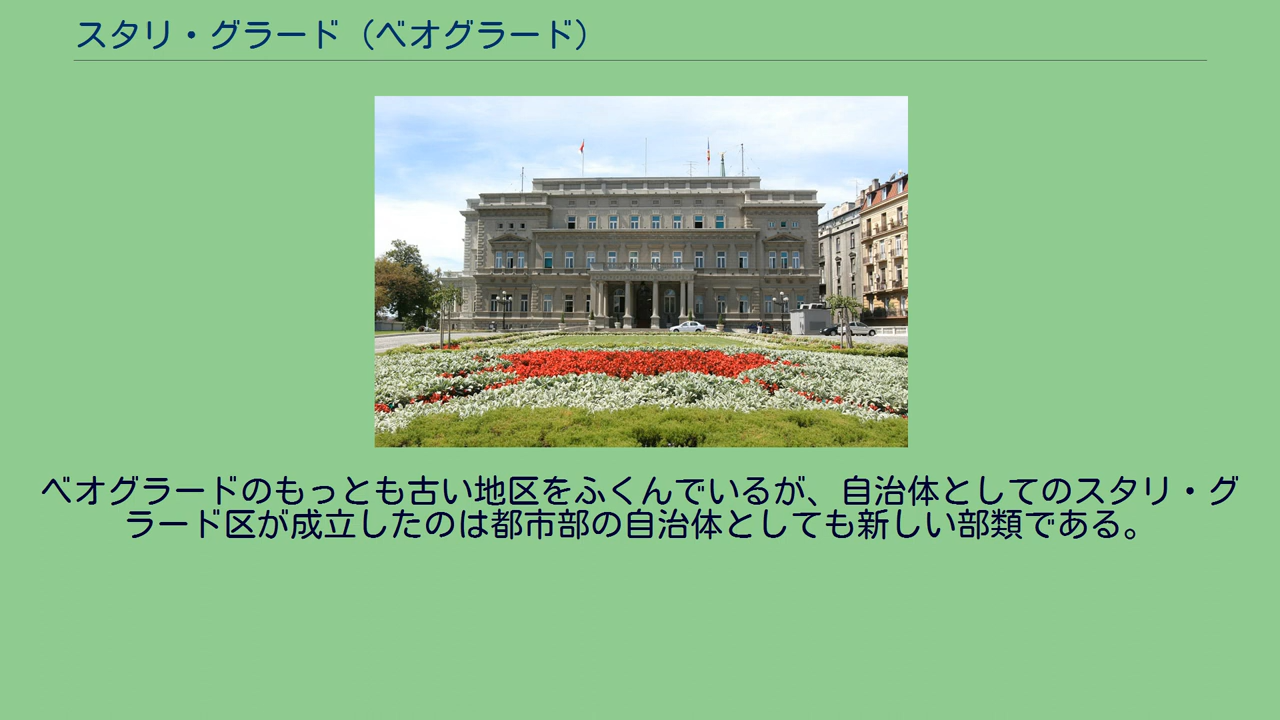 スタリ・グラード（ベオグラード）
ベオグラードのもっとも古い地区をふくんでいるが、自治体としてのスタリ・グ
ラード区が成立したのは都市部の自治体としても新しい部類である。